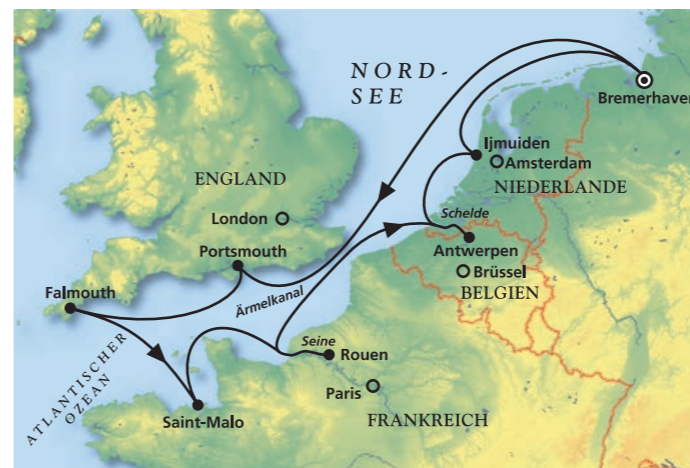 NORD-
SEE
Bremerhaven
Ijmuiden
Amsterdam
NIEDERLANDE
ENGLAND
London
Schelde
Portsmouth
Antwerpen
Brüssel
BELGIEN
Falmouth
Ärmelkanal
Seine
Rouen
ATLANTISCHER
OZEAN
Paris
Saint-Malo
FRANKREICH